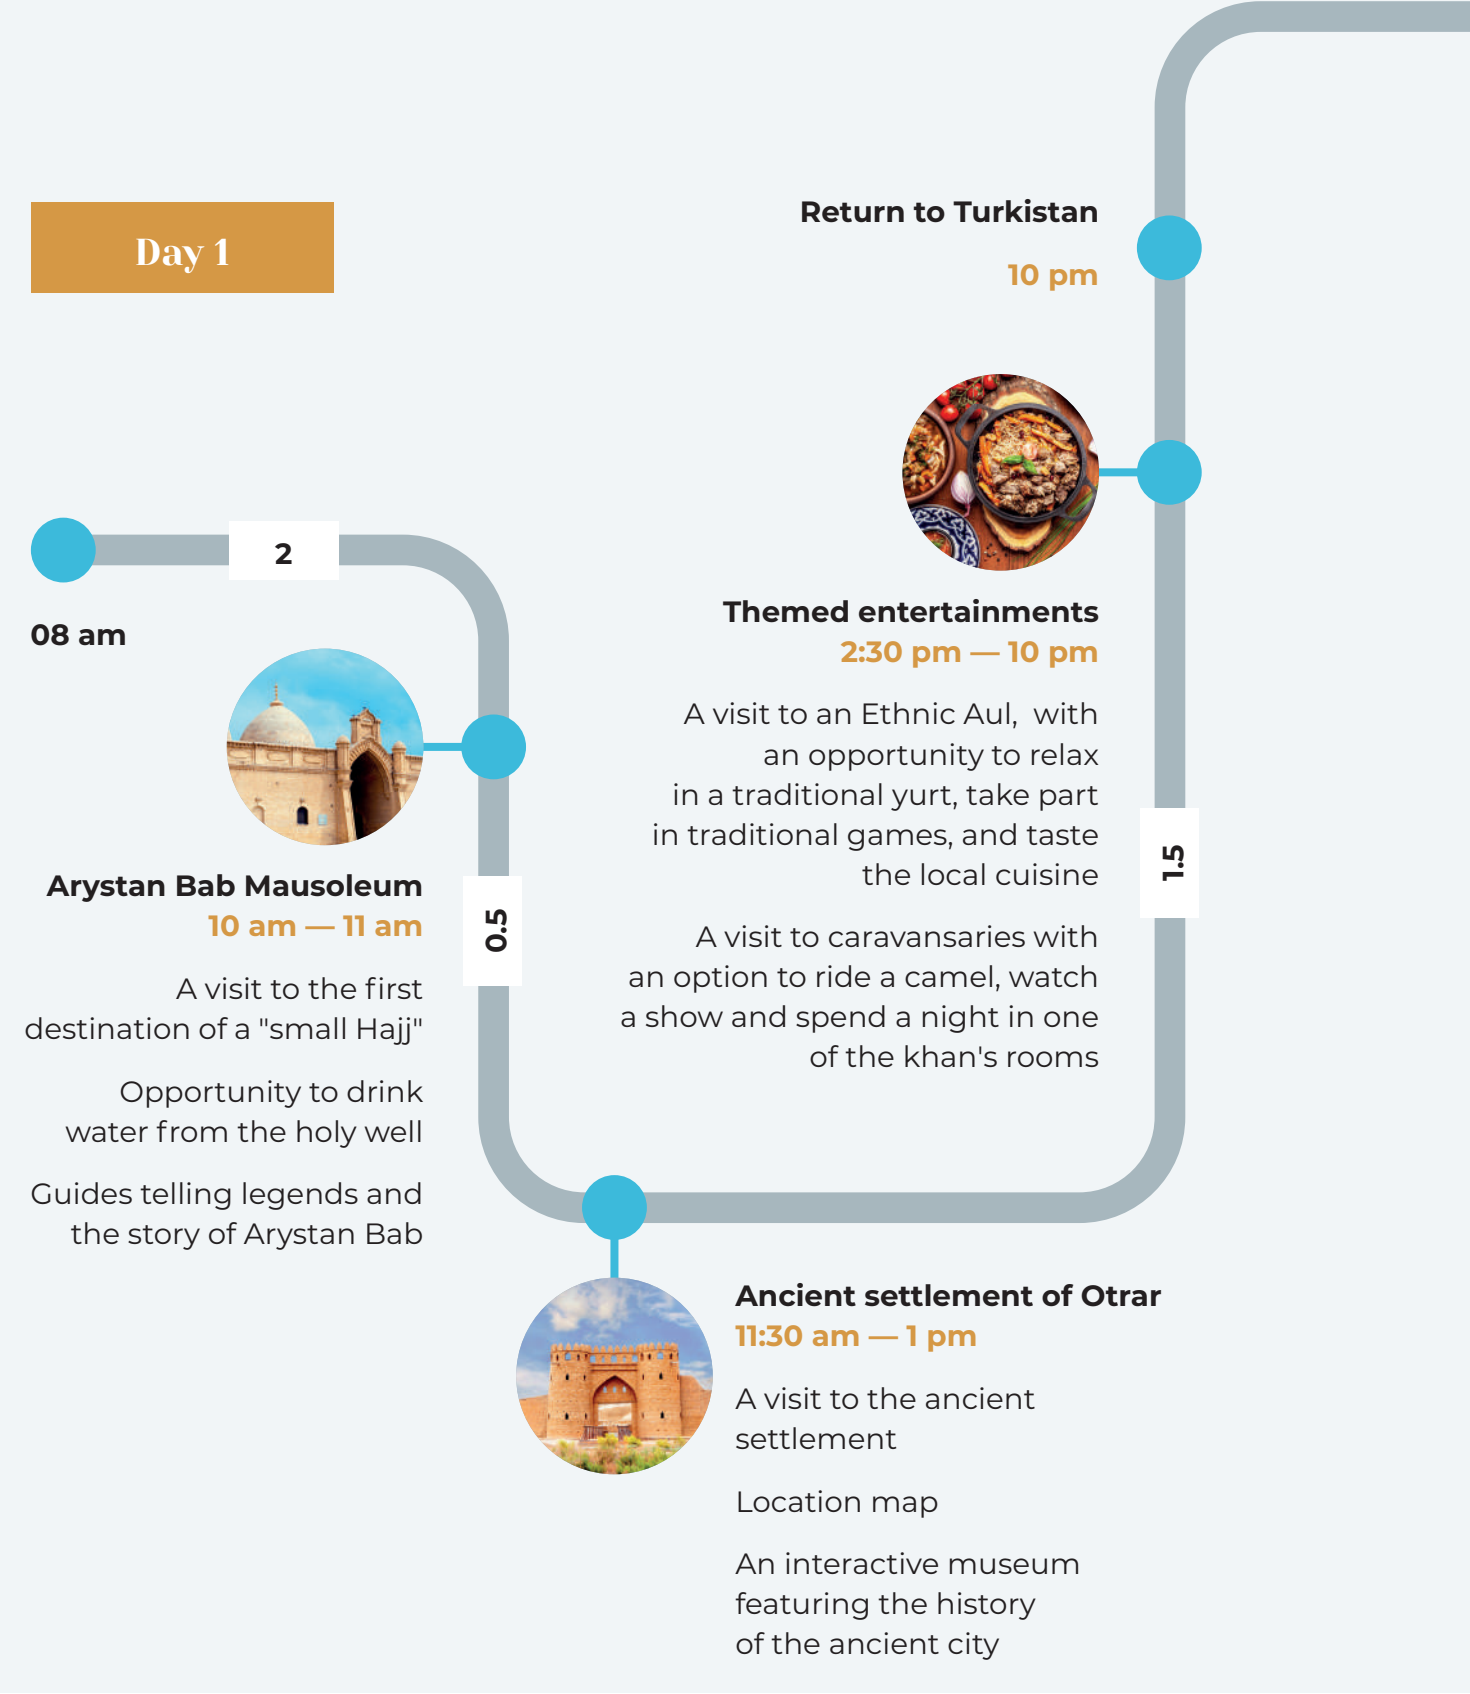 Day 1
2
08 am
Arystan Bab Mausoleum
10 am — 11 am
A visit to the first
destination of a "small Hajj"
Opportunity to drink
water from the holy well
Guides telling legends and
the story of Arystan Bab
0.5
Ancient settlement of Otrar
11:30 am — 1 pm
A visit to the ancient
settlement
Location map
An interactive museum
featuring the history
of the ancient city
1.5
Themed entertainments
2:30 pm — 10 pm
A visit to an Ethnic Aul,  with
an opportunity to relax
in a traditional yurt, take part
in traditional games, and taste
the local cuisine
A visit to caravansaries with
an option to ride a camel, watch
a show and spend a night in one
of the khan's rooms
Return to Turkistan
10 pm